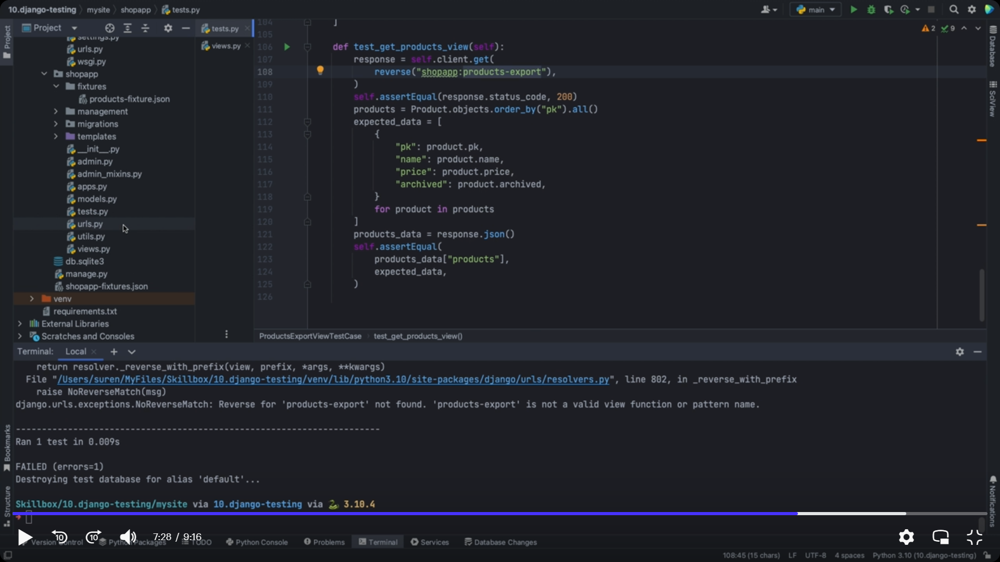 10.django-testing mysite shopapp tests.py
main
Project
tests.py
views.py
2 9
settings.py
urls.py
wsgi.py
shopapp
fixtures
products-fixture.json
management
migrations
templates
__init__.py
admin.py
admin_mixins.py
apps.py
models.py
tests.py
urls.py
utils.py
views.py
db.sqlite3
manage.py
shopapp-fixtures.json
venv
requirements.txt
External Libraries
Scratches and Consoles
Project
Bookmarks
Structure
104 ]
105
106 def test_get_products_view(self):
107 response = self.client.get(
108 reverse("shopapp:products-export"),
109 )
110 self.assertEqual(response.status_code, 200)
111 products = Product.objects.order_by("pk").all()
112 expected_data = [
113 {
114 "pk": product.pk,
115 "name": product.name,
116 "price": product.price,
117 "archived": product.archived,
118 }
119 for product in products
120 ]
121 products_data = response.json()
122 self.assertEqual(
123 products_data["products"],
124 expected_data,
125 )
126
ProductsExportViewTestCase test_get_products_view()
Database
SciView
Notifications
Terminal: Local
return resolver._reverse_with_prefix(view, prefix, *args, **kwargs)
File "/Users/suren/MyFiles/Skillbox/10.django-testing/venv/lib/python3.10/site-packages/django/urls/resolvers.py", line 802, in _reverse_with_prefix
raise NoReverseMatch(msg)
django.urls.exceptions.NoReverseMatch: Reverse for 'products-export' not found. 'products-export' is not a valid view function or pattern name.
----------------------------------------------------------------------
Ran 1 test in 0.009s
FAILED (errors=1)
Destroying test database for alias 'default'...
Skillbox/10.django-testing/mysite via 10.django-testing via 3.10.4
10 10 7:28 / 9:16
Version Control Python Packages TODO Python Console Problems Terminal Services Database Changes
108:45 (15 chars) LF UTF-8 4 spaces Python 3.10 (10.django-testing)